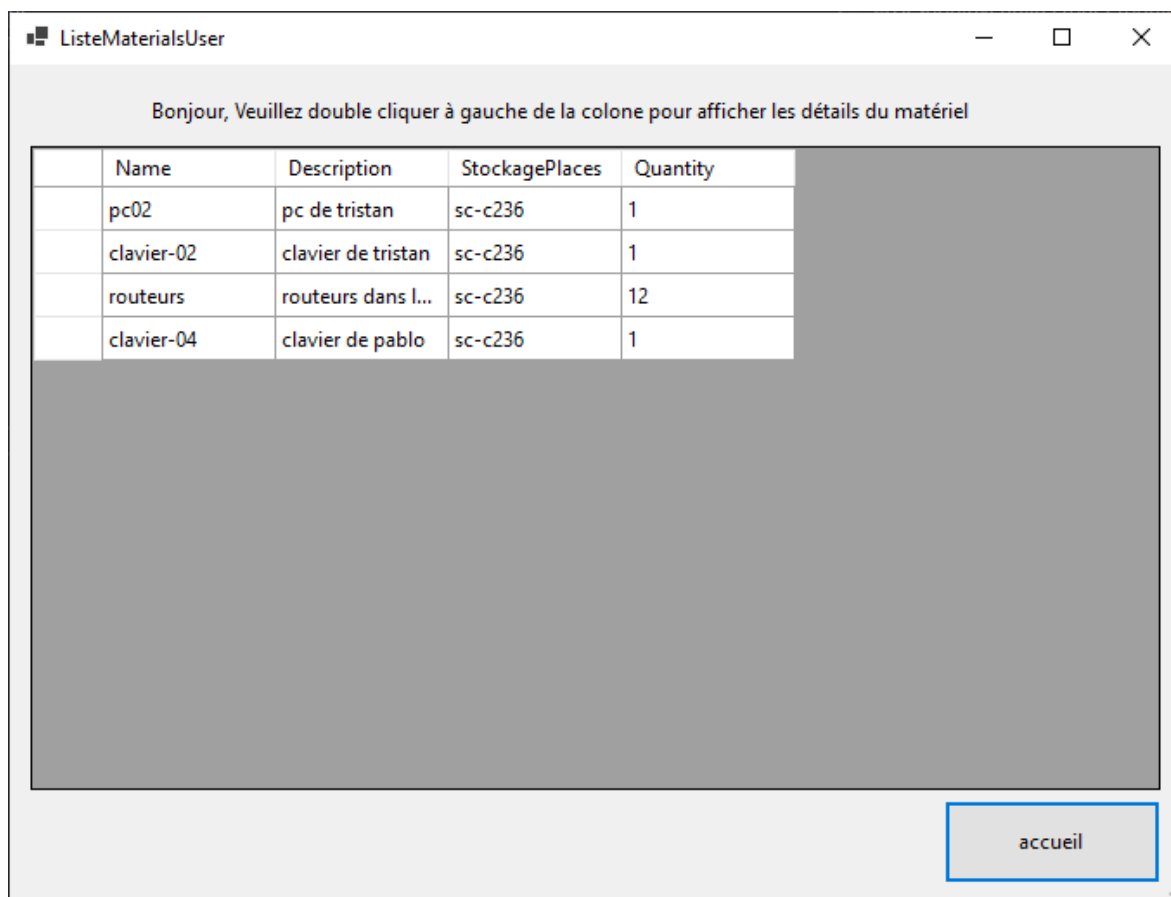 ListeMaterialsUser
Bonjour, Veuillez double cliquer à gauche de la colone pour afficher les détails du matériel
Name Description StockagePlaces Quantity
pc02 pc de tristan sc-c236 1
clavier-02 clavier de tristan sc-c236 1
routeurs routeurs dans l... sc-c236 12
clavier-04 clavier de pablo sc-c236 1
accueil